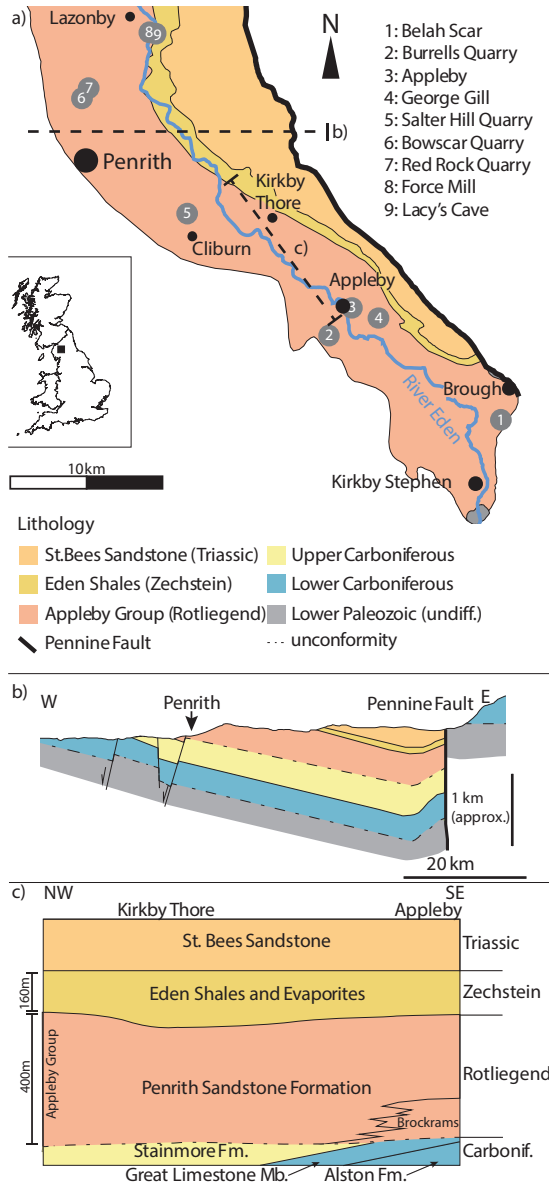 a)
Lazonby
8
9
N
1: Belah Scar
2: Burrells Quarry
3: Appleby
4: George Gill
5: Salter Hill Quarry
6: Bowscar Quarry
7: Red Rock Quarry
8: Force Mill
9: Lacy's Cave
7
6
b)
Penrith
Kirkby
Thore
5
Cliburn
c)
Appleby
3
4
2
Brough
1
River Eden
Kirkby Stephen
10km
Lithology
St.Bees Sandstone (Triassic)
Eden Shales (Zechstein)
Appleby Group (Rotliegend)
Pennine Fault
Upper Carboniferous
Lower Carboniferous
Lower Paleozoic (undiff.)
unconformity
b)
W
Penrith
Pennine Fault
E
1 km
(approx.)
20 km
c)
NW
SE
Kirkby Thore
Appleby
St. Bees Sandstone
Triassic
160m
Eden Shales and Evaporites
Zechstein
400m
Appleby Group
Penrith Sandstone Formation
Rotliegend
Brockrams
Stainmore Fm.
Carbonif.
Great Limestone Mb.
Alston Fm.